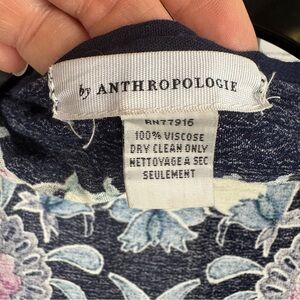 by ANTHROPOLOGIE
RN77916
100% VISCOSE
DRY CLEAN ONLY
NETTOYAGE A SEC
SEULEMENT